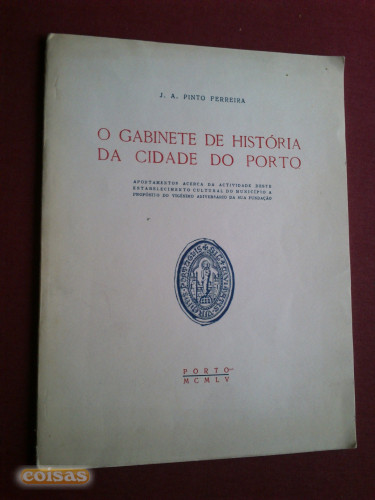 J. A. PINTO FERREIRA
O GABINETE DE HISTÓRIA
DA CIDADE DO PORTO
APONTAMENTOS ACERCA DA ACTIVIDADE DESTE
ESTABELECIMENTO CULTURAL DO MUNICÍPIO A
PROPÓSITO DO VIGÉSIMO ANIVERSÁRIO DA SUA FUNDAÇÃO
PORTO
MCMLV
coisas